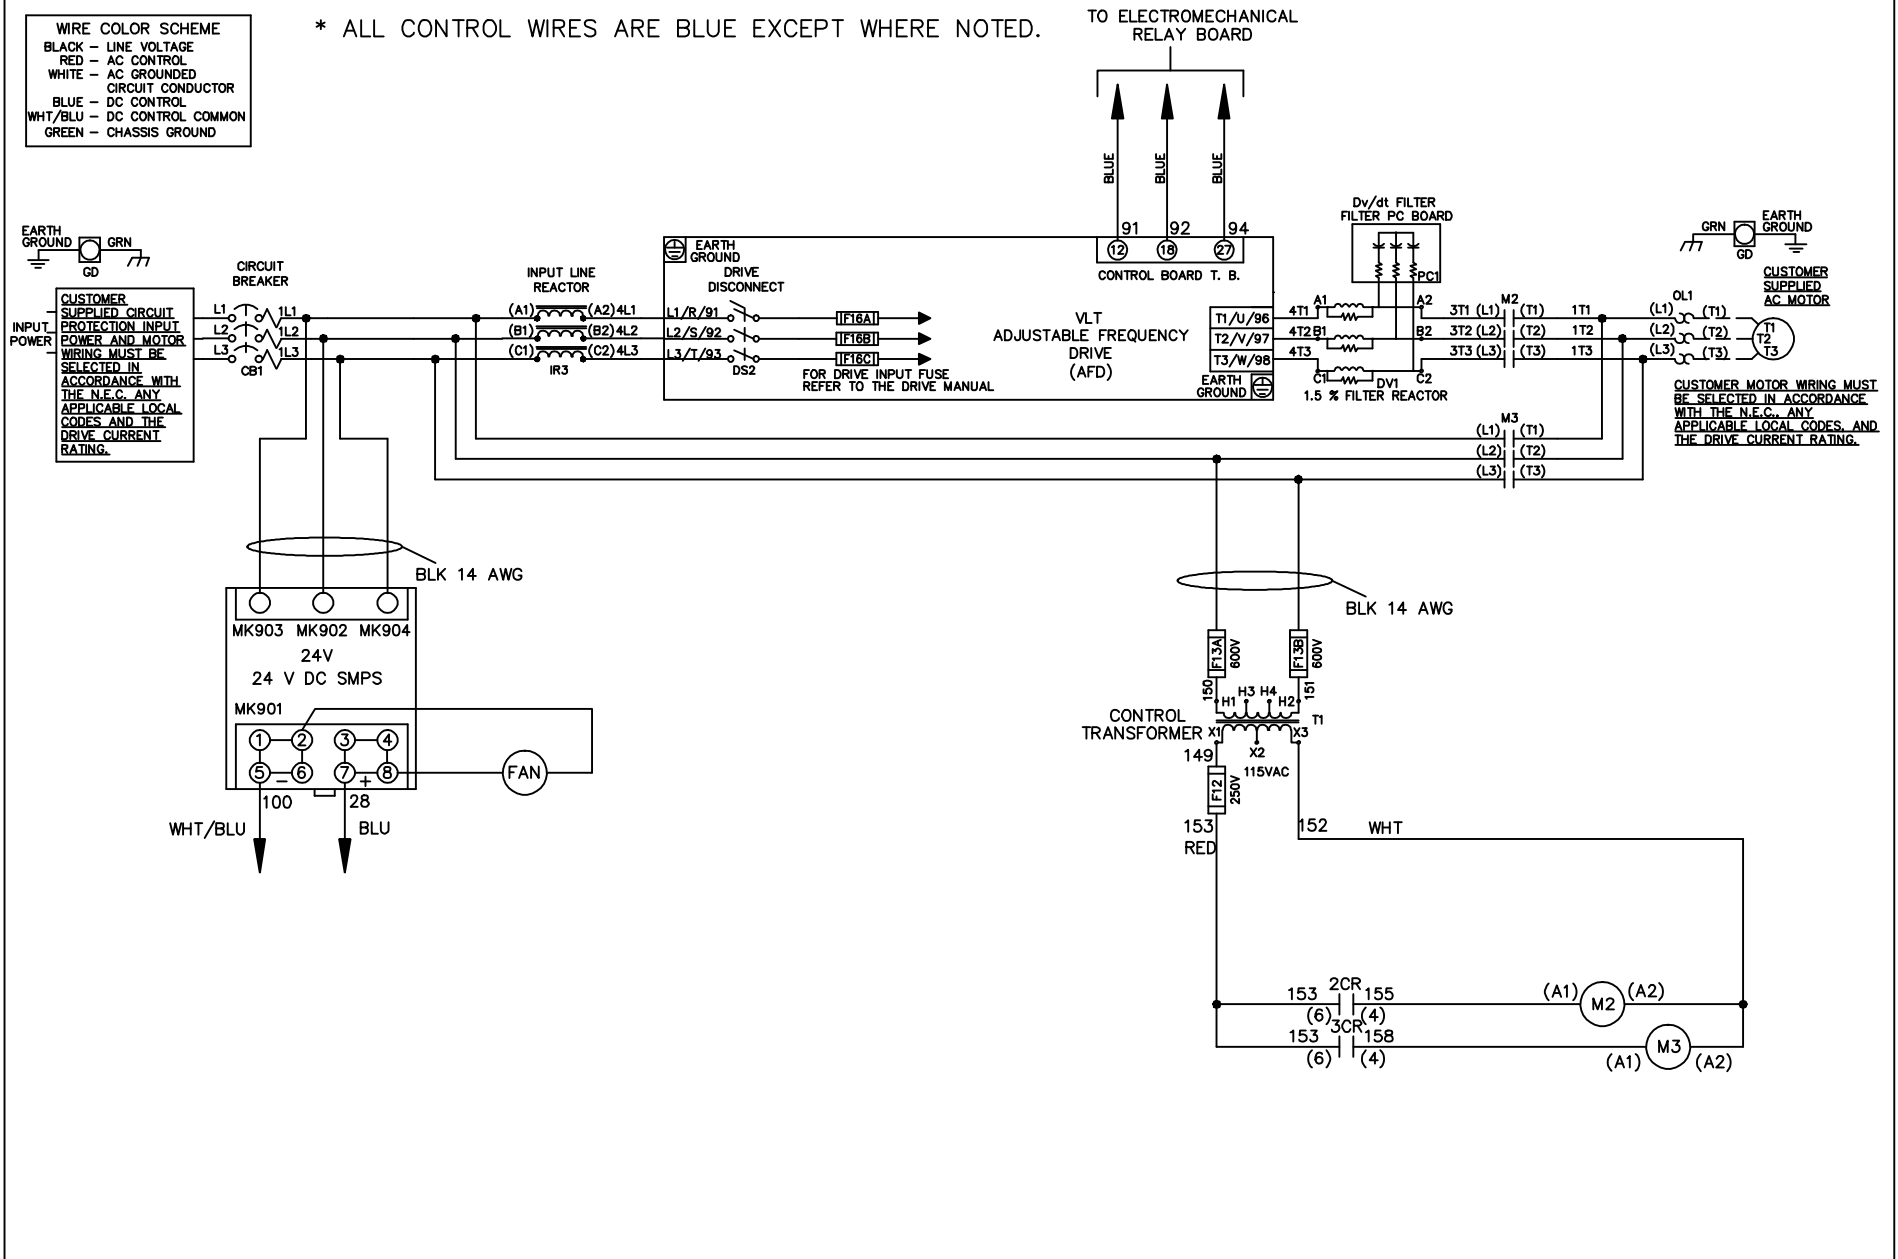 WIRE COLOR SCHEME
BLACK – LINE VOLTAGE
RED – AC CONTROL
WHITE – AC GROUNDED
CIRCUIT CONDUCTOR
BLUE – DC CONTROL
WHT/BLU – DC CONTROL COMMON
GREEN – CHASSIS GROUND
* ALL CONTROL WIRES ARE BLUE EXCEPT WHERE NOTED.
TO ELECTROMECHANICAL
RELAY BOARD
BLUE
BLUE
BLUE
91
92
94
12
18
27
CONTROL BOARD T. B.
EARTH
GROUND
GRN
GD
INPUT
POWER
CUSTOMER
SUPPLIED CIRCUIT
PROTECTION INPUT
POWER AND MOTOR
WIRING MUST BE
SELECTED IN
ACCORDANCE WITH
THE N.E.C. ANY
APPLICABLE LOCAL
CODES AND THE
DRIVE CURRENT
RATING.
CIRCUIT
BREAKER
L1
1L1
L2
1L2
L3
1L3
CB1
INPUT LINE
REACTOR
(A1)
(A2)
4L1
(B1)
(B2)
4L2
(C1)
(C2)
4L3
IR3
EARTH
GROUND
DRIVE
DISCONNECT
L1/R/91
L2/S/92
L3/T/93
DS2
IF16A
IF16B
IF16C
FOR DRIVE INPUT FUSE
REFER TO THE DRIVE MANUAL
VLT
ADJUSTABLE FREQUENCY
DRIVE
(AFD)
T1/U/96
T2/V/97
T3/W/98
EARTH
GROUND
Dv/dt FILTER
FILTER PC BOARD
PC1
4T1
A1
A2
4T2
B1
B2
4T3
C1
C2
DV1
1.5 % FILTER REACTOR
M2
3T1 (L1) (T1) 1T1
3T2 (L2) (T2) 1T2
3T3 (L3) (T3) 1T3
M3
(L1) (T1)
(L2) (T2)
(L3) (T3)
OL1
(L1) (T1)
(L2) (T2)
(L3) (T3)
T1
T2
T3
GRN
EARTH
GROUND
GD
CUSTOMER
SUPPLIED
AC MOTOR
CUSTOMER MOTOR WIRING MUST
BE SELECTED IN ACCORDANCE
WITH THE N.E.C., ANY
APPLICABLE LOCAL CODES, AND
THE DRIVE CURRENT RATING.
BLK 14 AWG
MK903 MK902 MK904
24V
24 V DC SMPS
MK901
1
2
3
4
5
–
6
7
+
8
FAN
100
28
WHT/BLU
BLU
BLK 14 AWG
F13A
600V
F13B
600V
150
151
H1 H3 H4 H2
CONTROL
TRANSFORMER
T1
X1
X2
X3
149
115VAC
F12
250V
153
RED
152
WHT
2CR
153
155
(6)
(4)
(A1)
M2
(A2)
3CR
153
158
(6)
(4)
(A1)
M3
(A2)